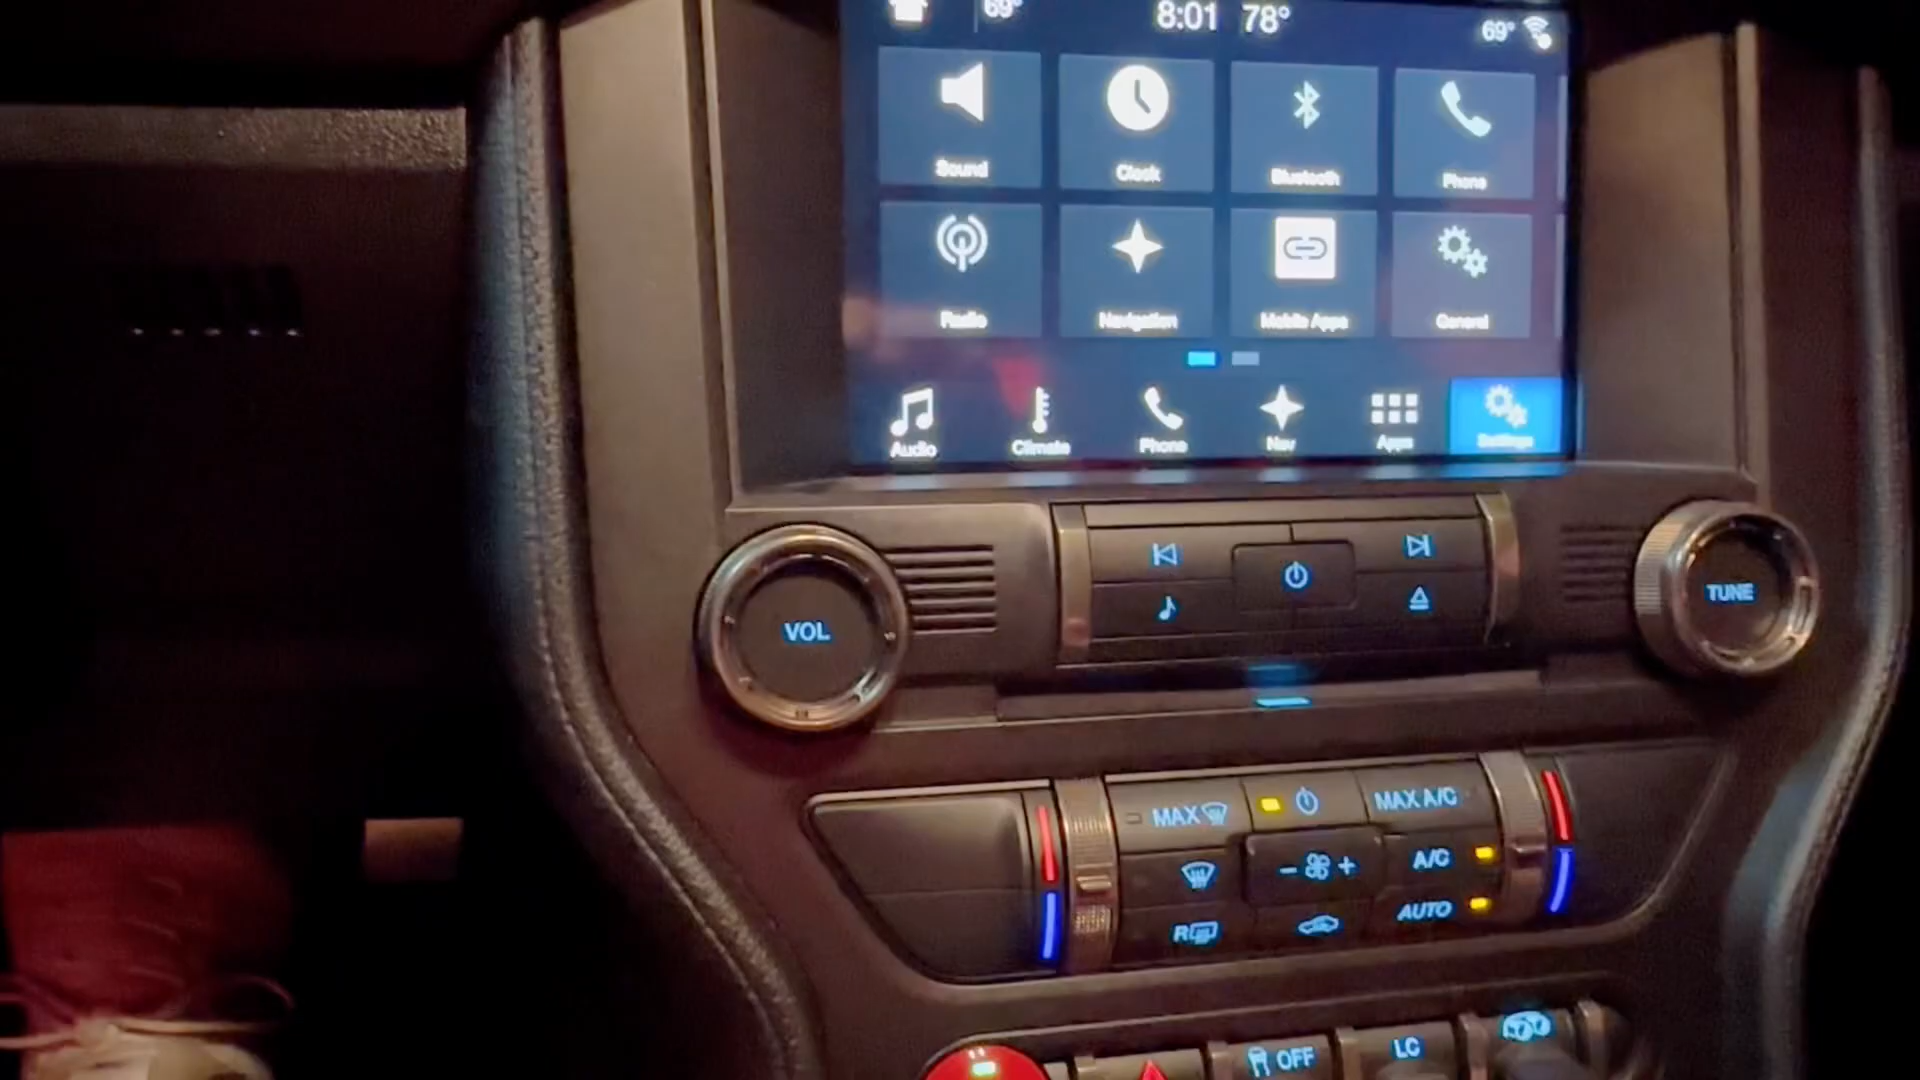 69° 8:01 78° 69°
Sound Clock Bluetooth Phone
Radio Navigation Mobile Apps General
Audio Climate Phone Nav Apps Settings
VOL TUNE
MAX MAX A/C
- + A/C
R AUTO
OFF LC